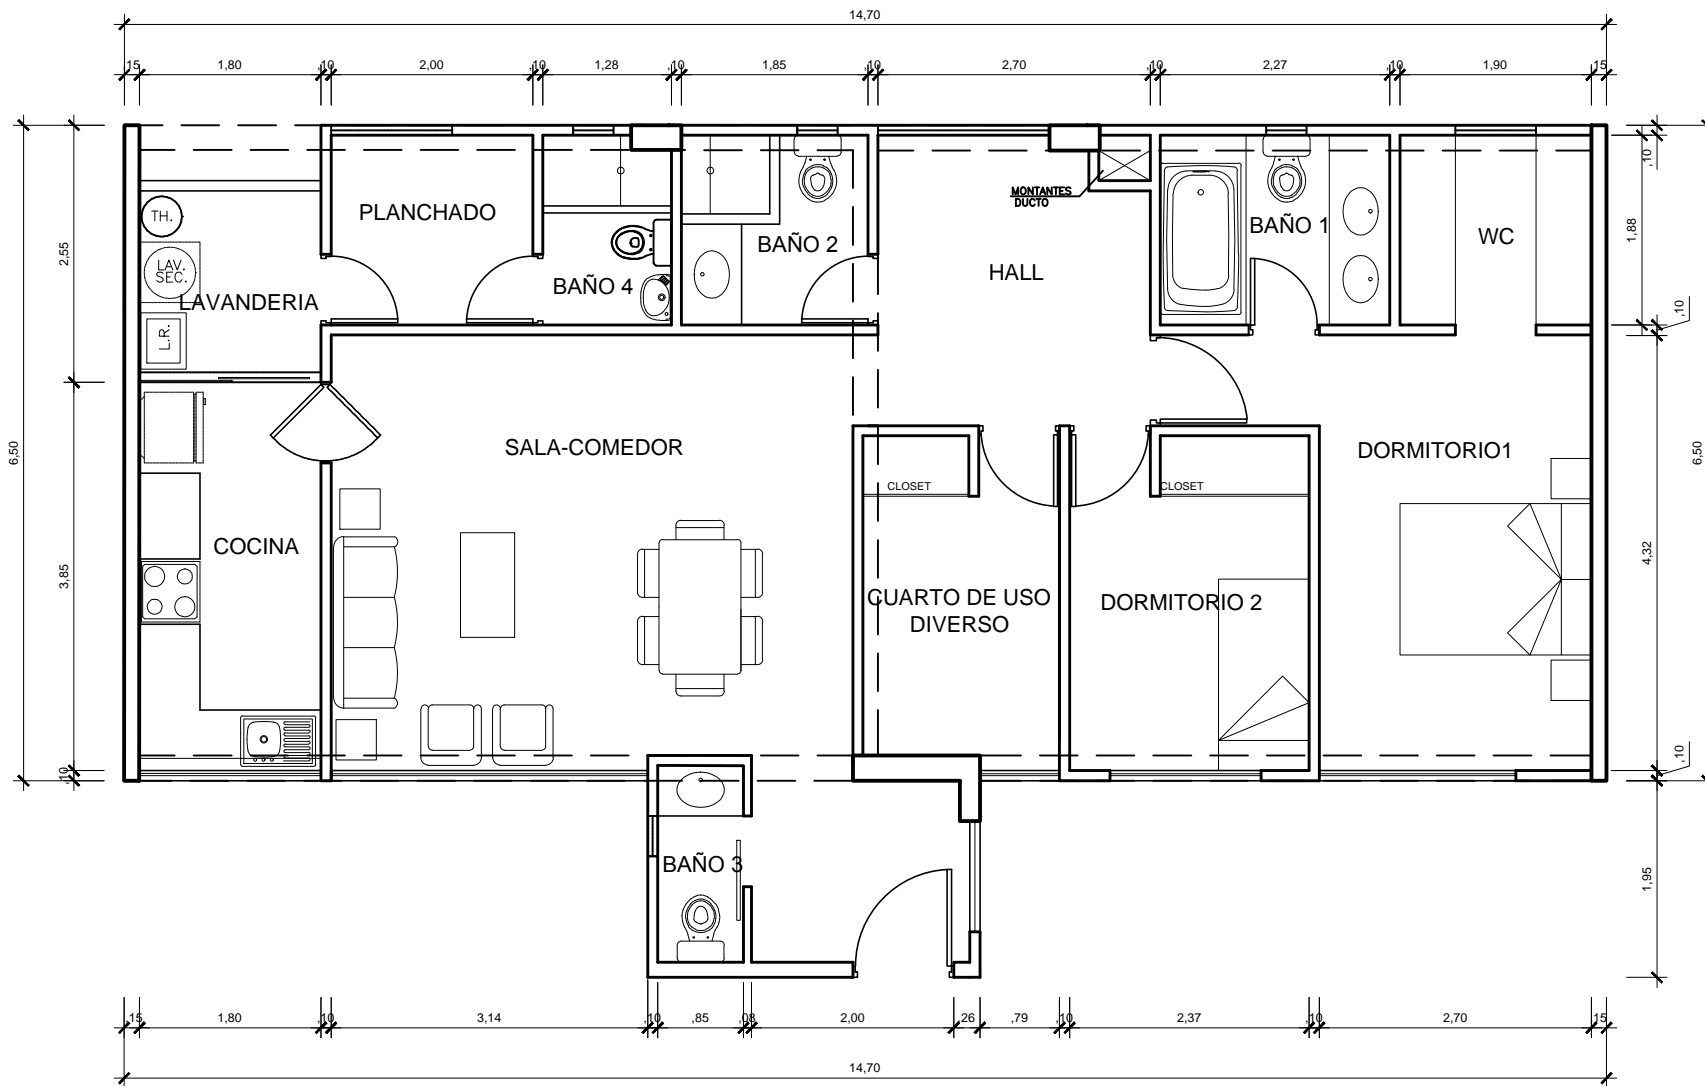 14,70
,15 1,80 ,10 2,00 ,10 1,28 ,10 1,85 ,10 2,70 ,10 2,27 ,10 1,90 ,15
6,50
2,55
3,85
,10
,10
1,88
,10
6,50
4,32
,10
1,95
TH.
LAV.
SEC.
LAVANDERIA
L.R.
PLANCHADO
BAÑO 4
BAÑO 2
MONTANTES
DUCTO
HALL
BAÑO 1
WC
SALA-COMEDOR
DORMITORIO1
CLOSET
CLOSET
COCINA
CUARTO DE USO
DIVERSO
DORMITORIO 2
BAÑO 3
,15 1,80 ,10 3,14 ,10 ,85 ,08 2,00 ,26 ,79 ,10 2,37 ,10 2,70 ,15
14,70